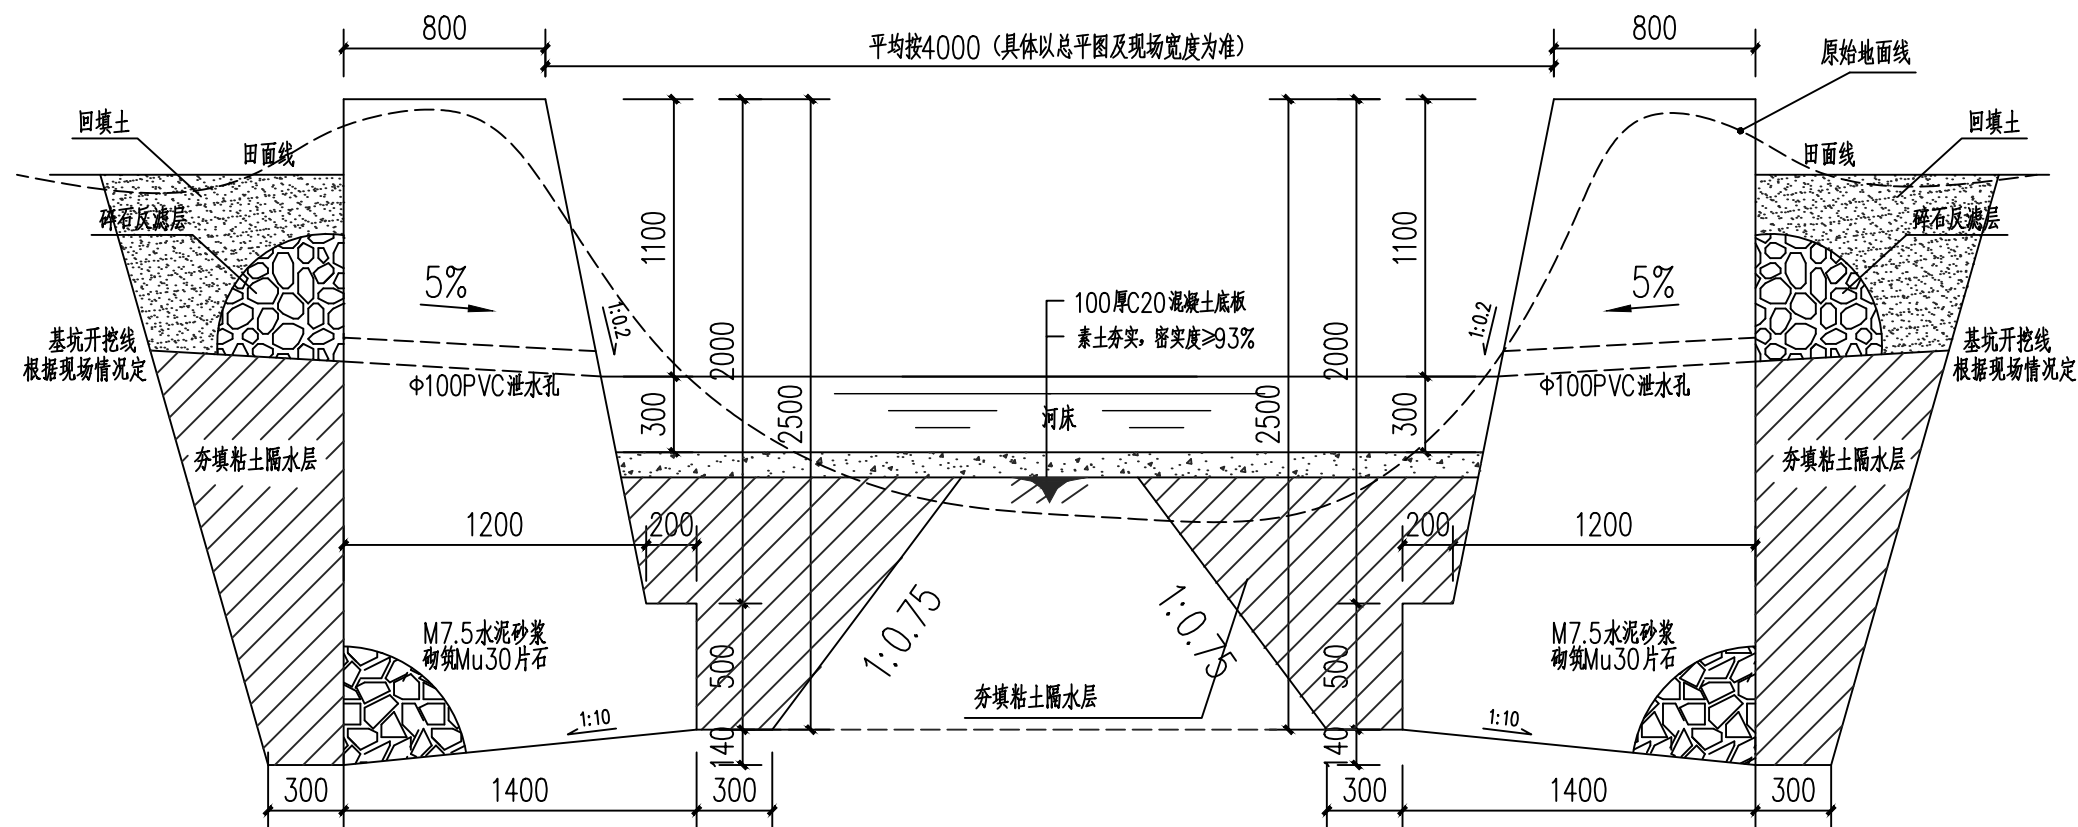 800
平均按4000（具体以总平图及现场宽度为准）
800
原始地面线
回填土
回填土
田面线
田面线
碎石反滤层
碎石反滤层
1100
1100
5%
5%
1:0.2
1:0.2
100厚C20混凝土底板
素土夯实，密实度≥93%
基坑开挖线
根据现场情况定
基坑开挖线
根据现场情况定
2000
2000
Φ100PVC泄水孔
Φ100PVC泄水孔
300
2500
河床
2500
300
夯填粘土隔水层
夯填粘土隔水层
1200
200
200
1200
1:0.75
1:0.75
M7.5水泥砂浆
砌筑Mu30片石
M7.5水泥砂浆
砌筑Mu30片石
500
500
夯填粘土隔水层
1:10
1:10
140
140
300
1400
300
300
1400
300